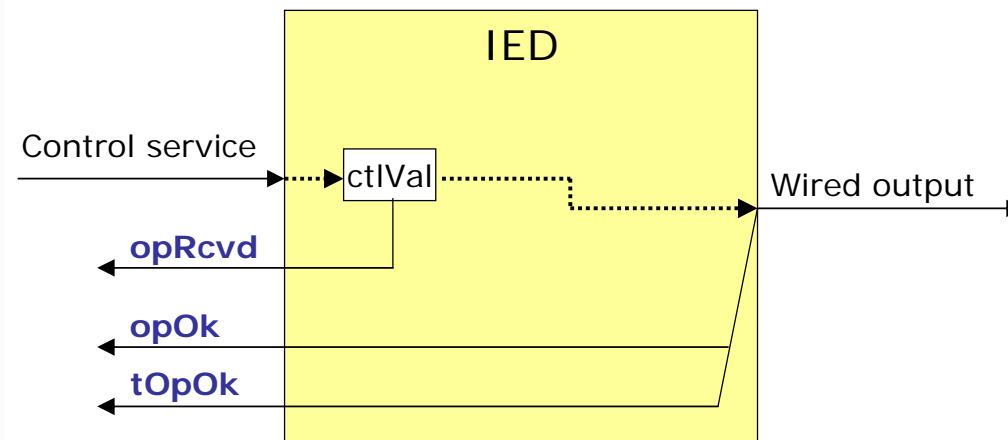 IED
Control service
ctlVal
Wired output
opRcvd
opOk
tOpOk